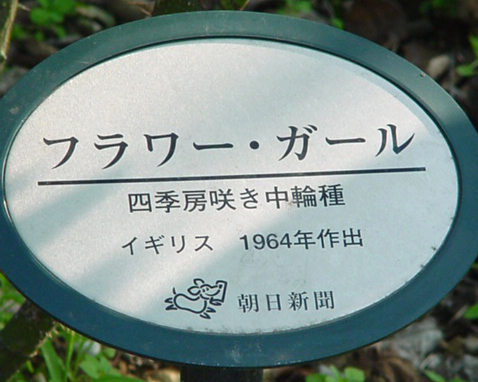 フラワー・ガール
四季房咲き中輪種
イギリス　1964年作出
朝日新聞